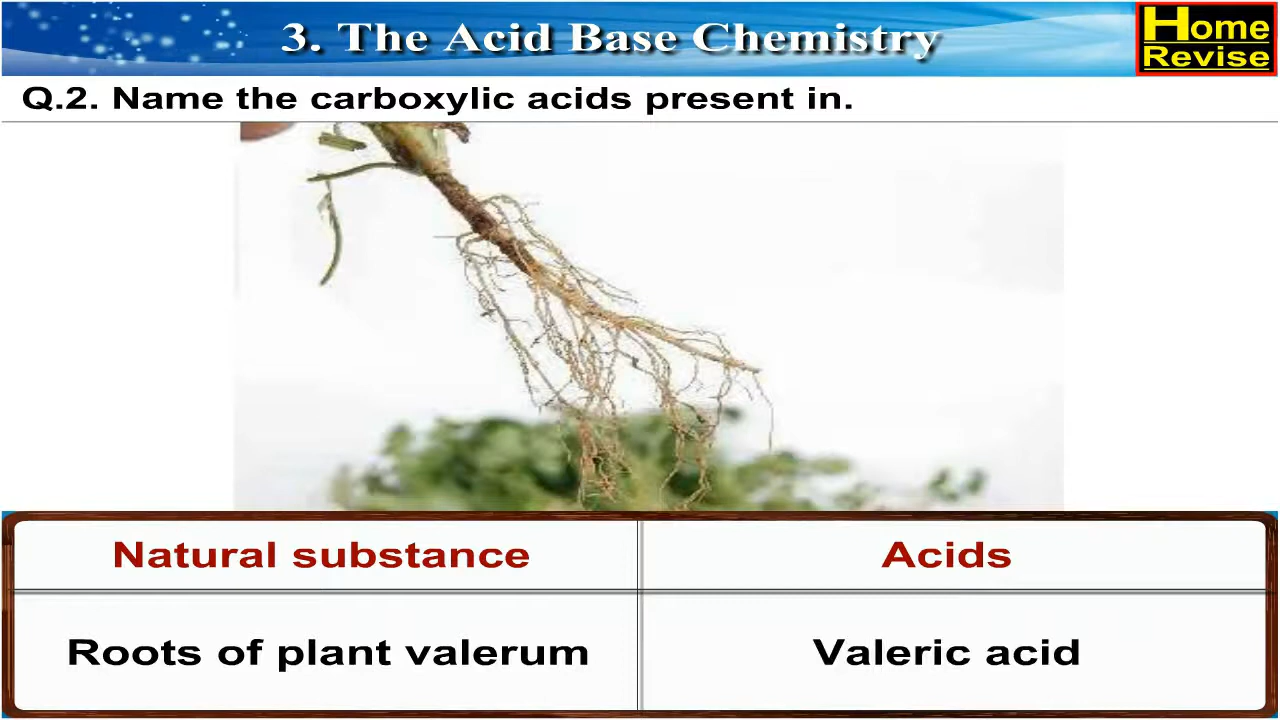 3. The Acid Base Chemistry
Home
Revise
Q.2. Name the carboxylic acids present in.
Natural substance
Acids
Roots of plant valerum
Valeric acid